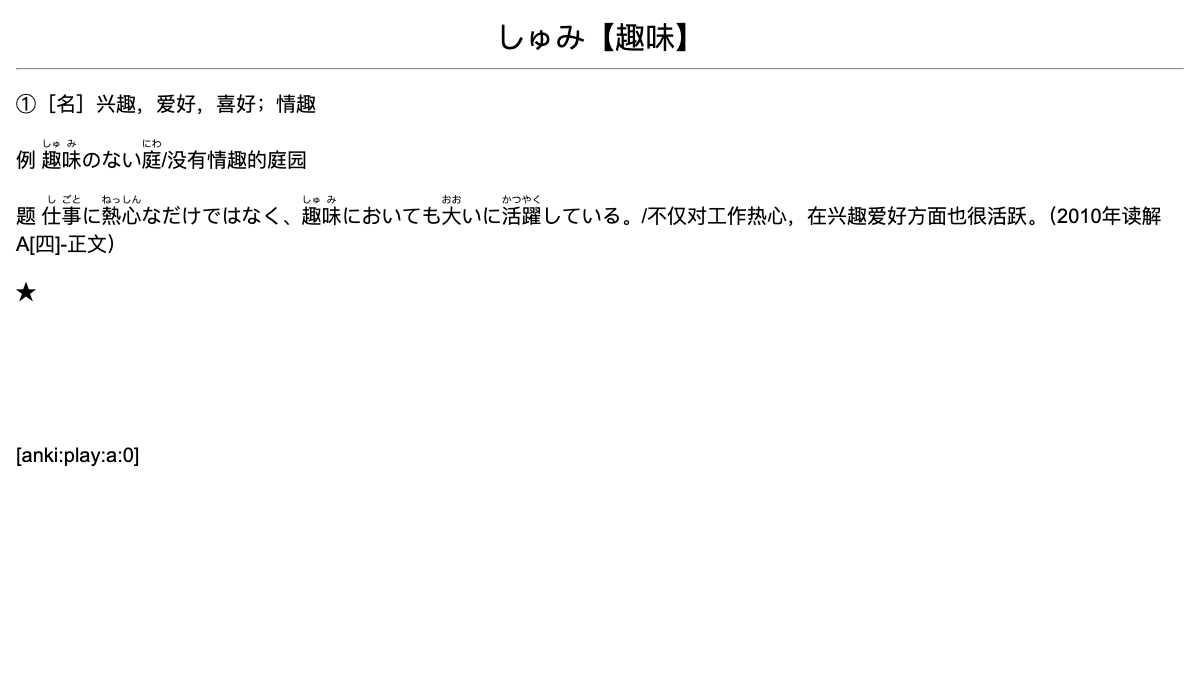 しゅみ【趣味】
①［名］兴趣，爱好，喜好；情趣
しゅ み にわ
例 趣味のない庭/没有情趣的庭园
し ごと ねっしん しゅ み おお かつやく
题 仕事に熱心なだけではなく、趣味においても大いに活躍している。/不仅对工作热心，在兴趣爱好方面也很活跃。（2010年读解
A[四]-正文）
★
[anki:play:a:0]